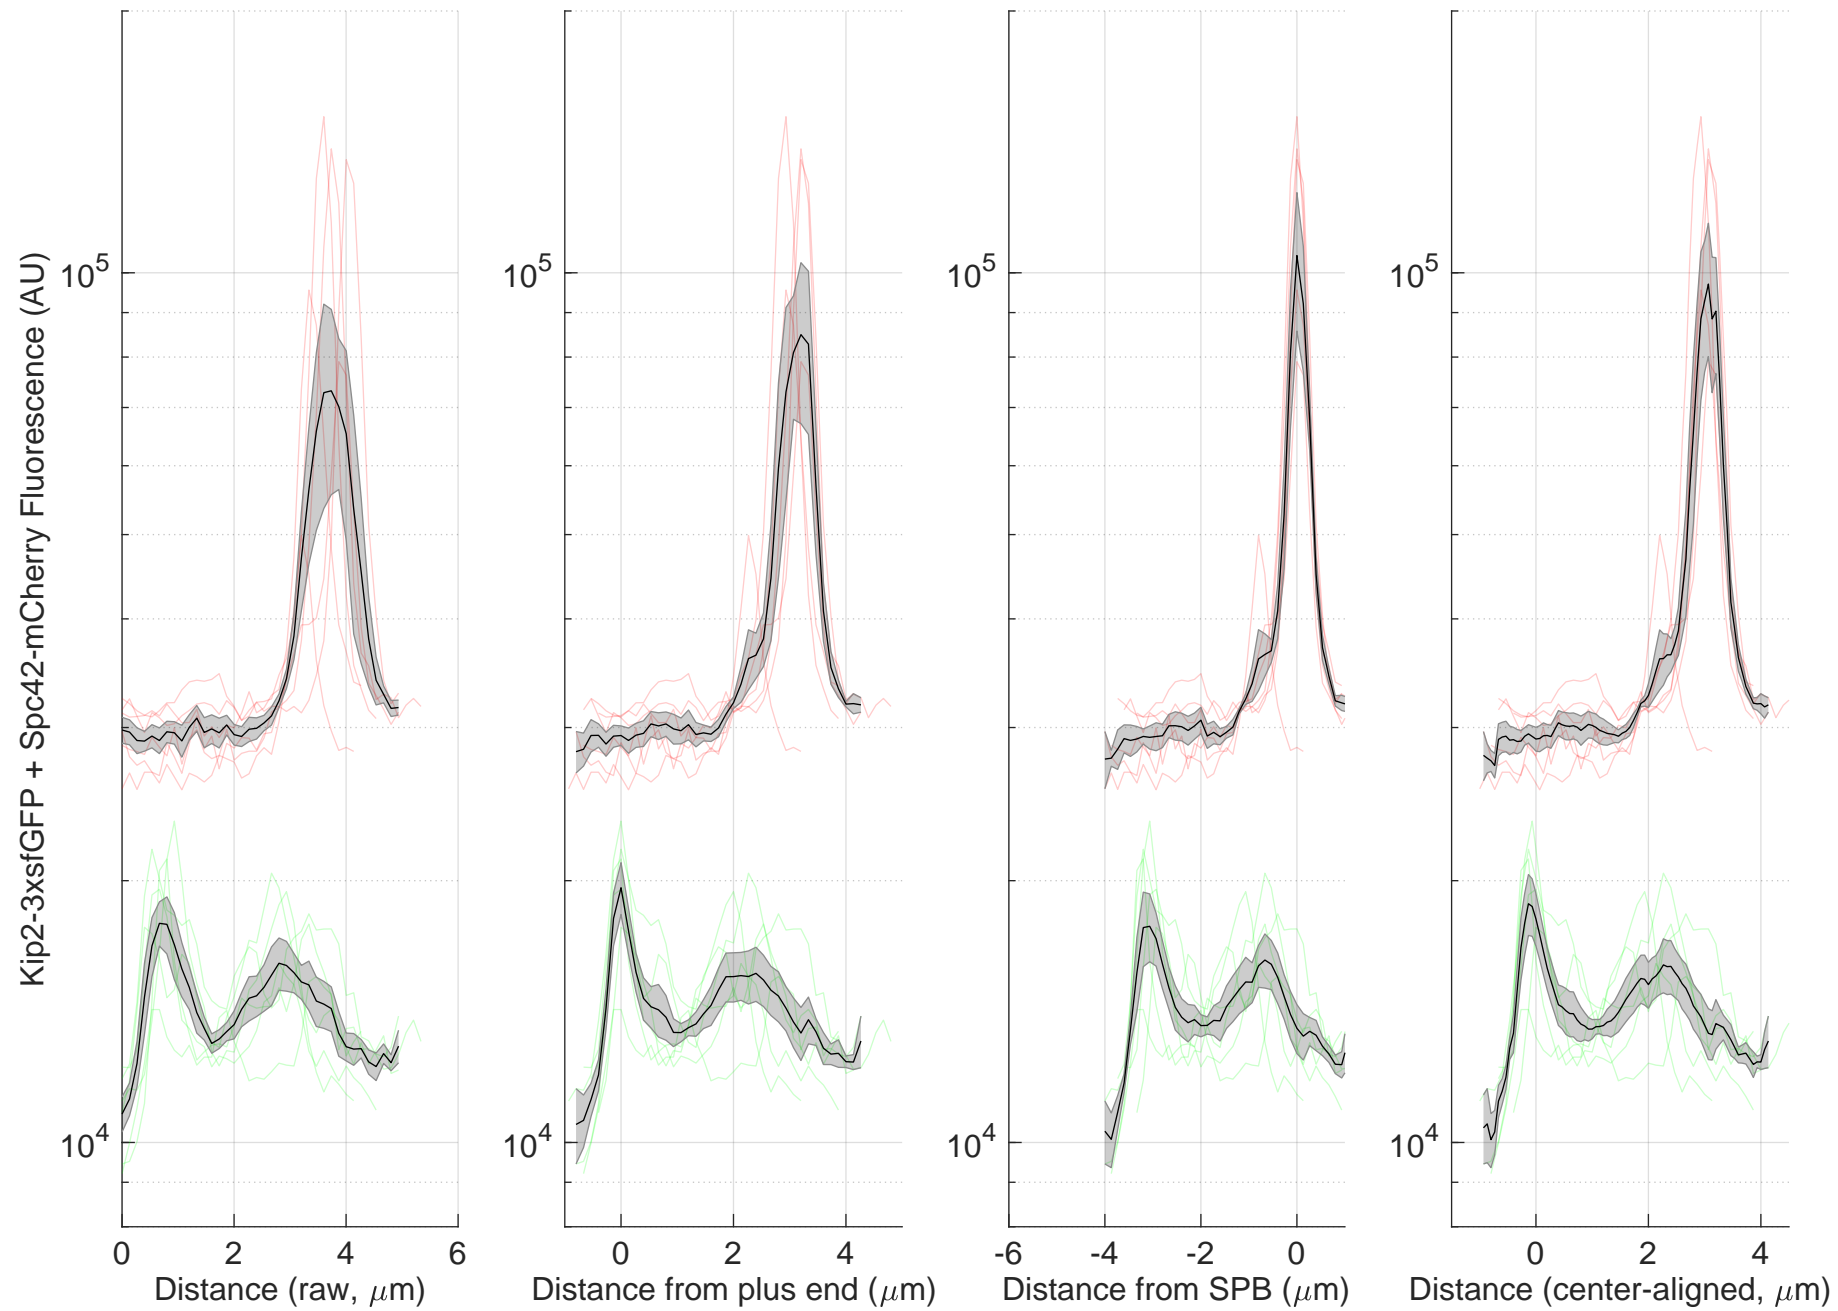 Kip2-3xsfGFP + Spc42-mCherry Fluorescence (AU)
10^5
10^4
0 2 4 6
Distance (raw, μm)
10^5
10^4
0 2 4
Distance from plus end (μm)
10^5
10^4
-6 -4 -2 0
Distance from SPB (μm)
10^5
10^4
0 2 4
Distance (center-aligned, μm)